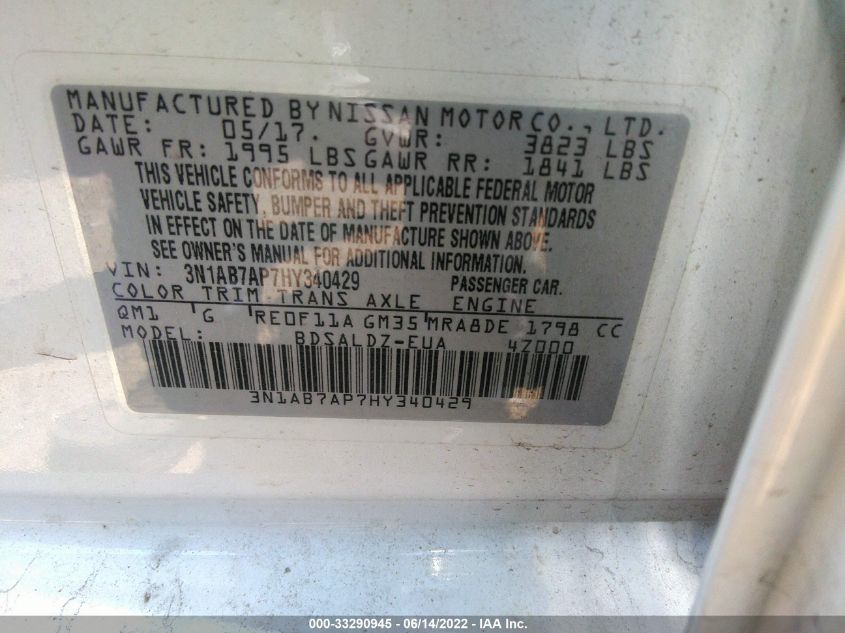 MANUFACTURED BY NISSAN MOTOR CO., LTD.
DATE: 05/17. GVWR: 3823 LBS
GAWR FR: 1995 LBS GAWR RR: 1841 LBS
THIS VEHICLE CONFORMS TO ALL APPLICABLE FEDERAL MOTOR
VEHICLE SAFETY, BUMPER AND THEFT PREVENTION STANDARDS
IN EFFECT ON THE DATE OF MANUFACTURE SHOWN ABOVE.
SEE OWNER'S MANUAL FOR ADDITIONAL INFORMATION.
VIN: 3N1AB7AP7HY340429 PASSENGER CAR.
COLOR TRIM TRANS AXLE ENGINE
QM1 G RE0F11A GM35 MRA8DE 1798 CC
MODEL: BDSALDZ-EUA 4Z000
3N1AB7AP7HY340429
000-33290945 - 06/14/2022 - IAA Inc.